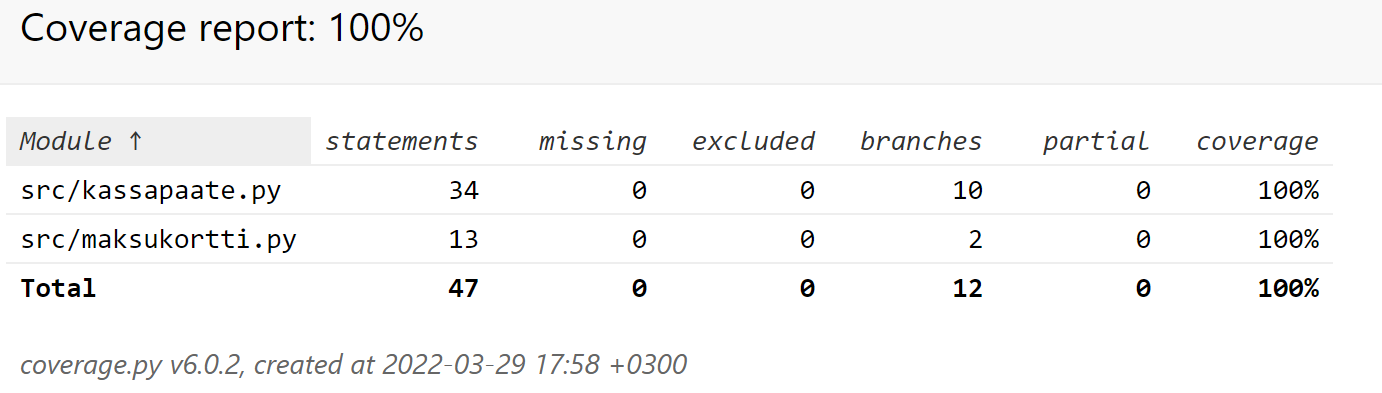 Coverage report: 100%
Module ↑ statements missing excluded branches partial coverage
src/kassapaate.py 34 0 0 10 0 100%
src/maksukortti.py 13 0 0 2 0 100%
Total 47 0 0 12 0 100%
coverage.py v6.0.2, created at 2022-03-29 17:58 +0300